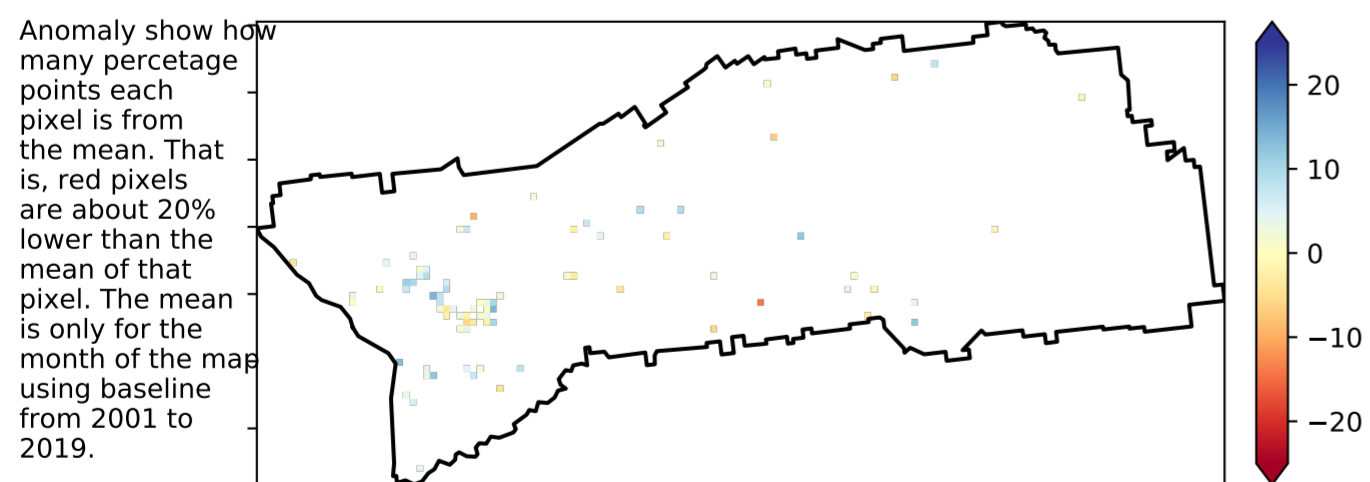 Anomaly show how
many percetage
points each
pixel is from
the mean. That
is, red pixels
are about 20%
lower than the
mean of that
pixel. The mean
is only for the
month of the map
using baseline
from 2001 to
2019.
20
10
0
−10
−20